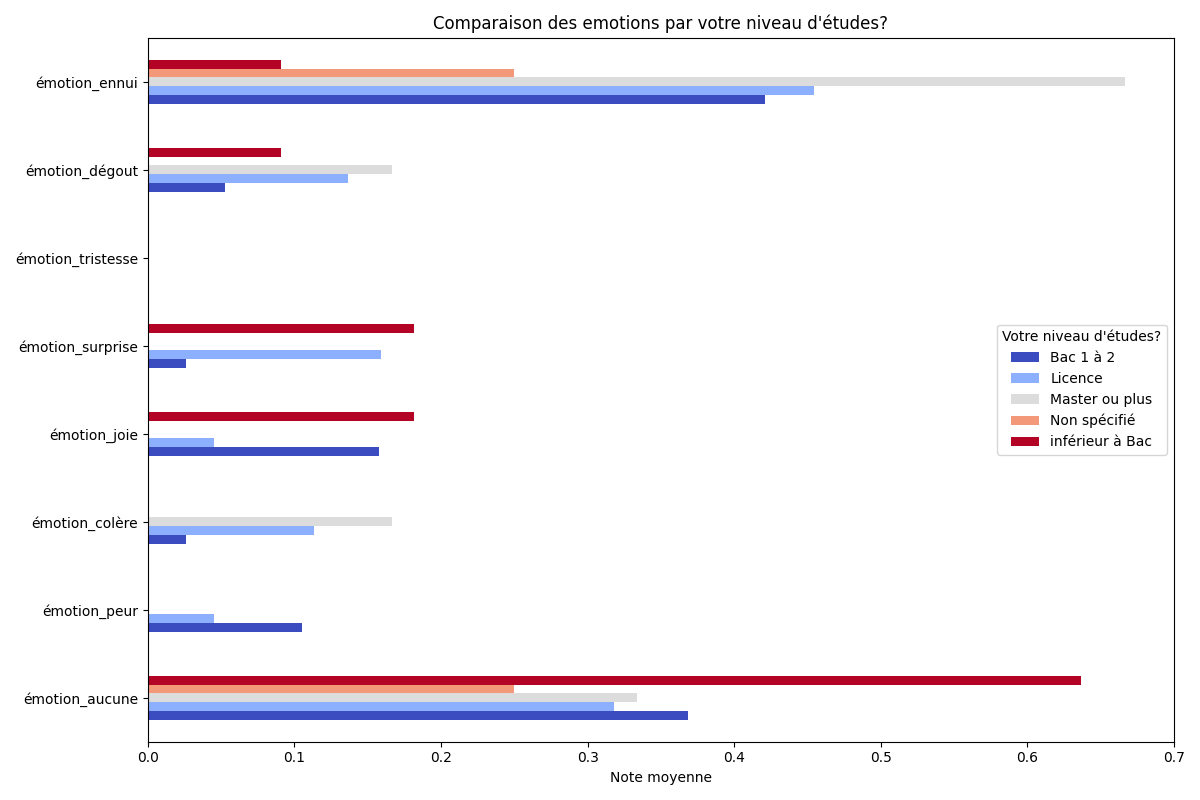 Comparaison des emotions par votre niveau d'études?
émotion_ennui
émotion_dégout
émotion_tristesse
émotion_surprise
émotion_joie
émotion_colère
émotion_peur
émotion_aucune
Votre niveau d'études?
Bac 1 à 2
Licence
Master ou plus
Non spécifié
inférieur à Bac
0.0 0.1 0.2 0.3 0.4 0.5 0.6 0.7
Note moyenne